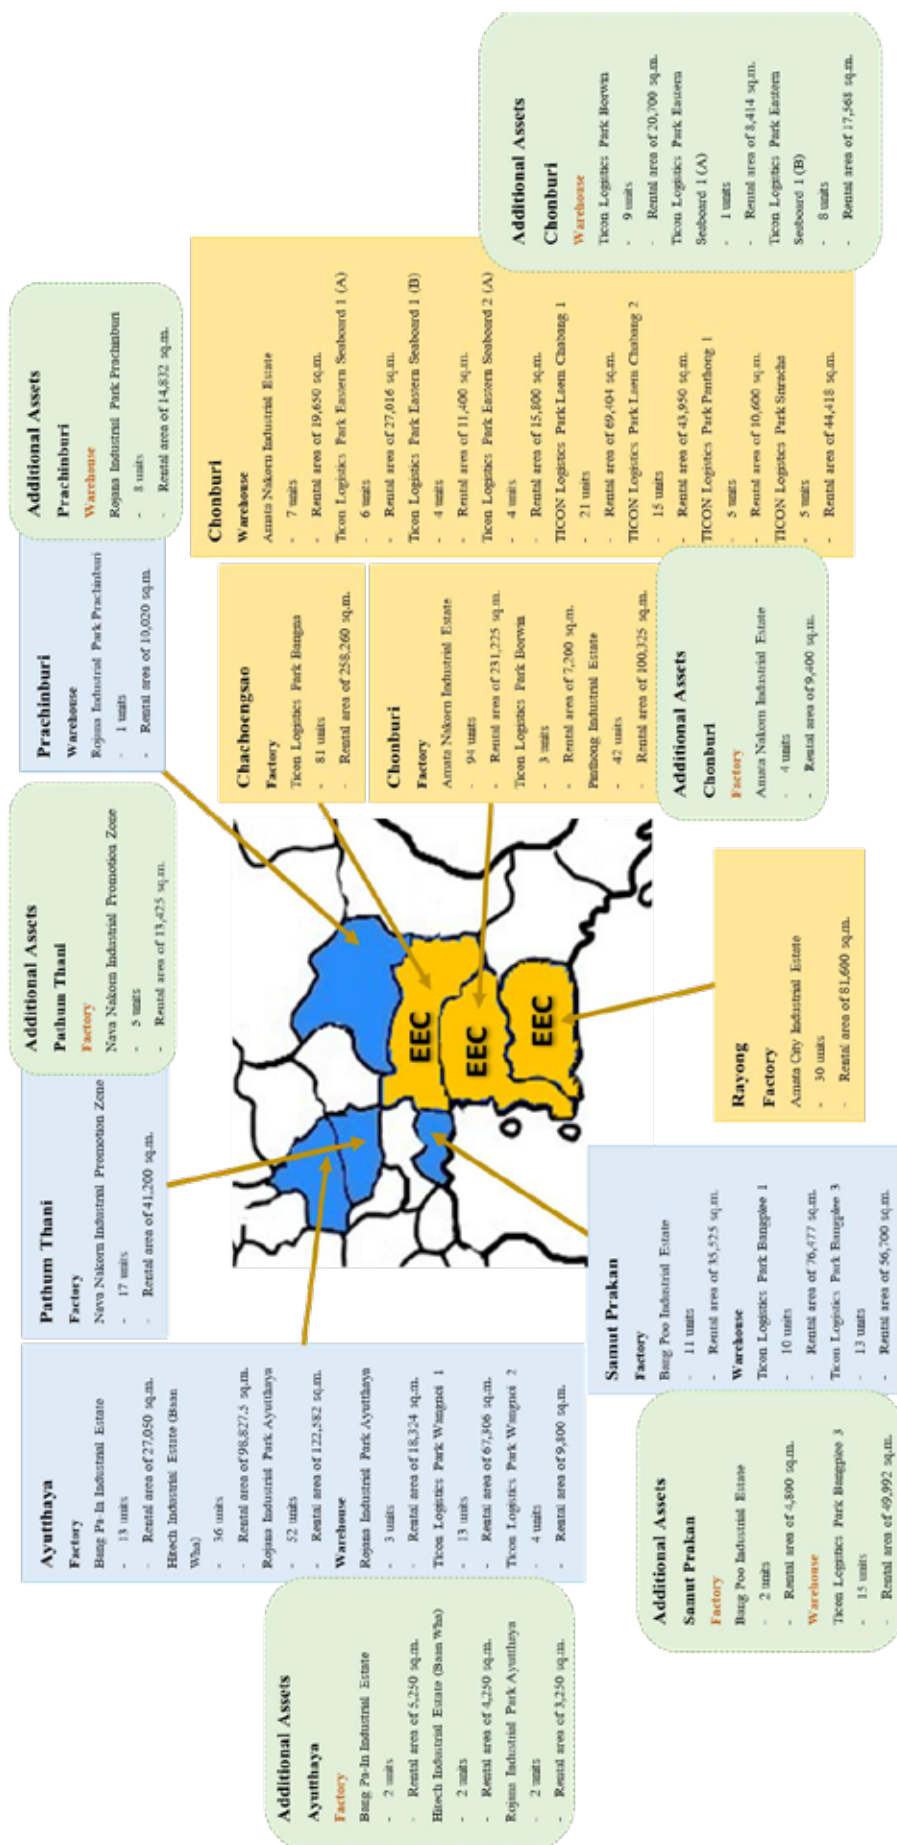 Ayutthaya
Factory
Bang Pa-In Industrial Estate
- 13 units
- Rental area of 27,050 sq.m.
Hitech Industrial Estate (Baan
Wha)
- 36 units
- Rental area of 98,827.5 sq.m.
Rojana Industrial Park Ayutthaya
- 52 units
- Rental area of 122,582 sq.m.
Warehouse
Rojana Industrial Park Ayutthaya
- 3 units
- Rental area of 18,324 sq.m.
Ticon Logistics Park Wangnoi 1
- 13 units
- Rental area of 67,306 sq.m.
Ticon Logistics Park Wangnoi 2
- 4 units
- Rental area of 9,800 sq.m.
Additional Assets
Ayutthaya
Factory
Bang Pa-In Industrial Estate
- 2 units
- Rental area of 5,250 sq.m.
Hitech Industrial Estate (Baan Wha)
- 2 units
- Rental area of 4,250 sq.m.
Rojana Industrial Park Ayutthaya
- 2 units
- Rental area of 3,250 sq.m.
Pathum Thani
Factory
Nava Nakorn Industrial Promotion Zone
- 17 units
- Rental area of 41,200 sq.m.
Additional Assets
Pathum Thani
Factory
Nava Nakorn Industrial Promotion Zone
- 5 units
- Rental area of 13,425 sq.m.
Prachinburi
Warehouse
Rojana Industrial Park Prachinburi
- 1 units
- Rental area of 10,020 sq.m.
Additional Assets
Prachinburi
Warehouse
Rojana Industrial Park Prachinburi
- 8 units
- Rental area of 14,832 sq.m.
Chachoengsao
Factory
Ticon Logistics Park Bangna
- 81 units
- Rental area of 258,260 sq.m.
Chonburi
Factory
Amata Nakorn Industrial Estate
- 94 units
- Rental area of 231,225 sq.m.
Ticon Logistics Park Borwin
- 3 units
- Rental area of 7,200 sq.m.
Panthong Industrial Estate
- 42 units
- Rental area of 100,325 sq.m.
Additional Assets
Chonburi
Factory
Amata Nakorn Industrial Estate
- 4 units
- Rental area of 9,400 sq.m.
Chonburi
Warehouse
Amata Nakorn Industrial Estate
- 7 units
- Rental area of 19,650 sq.m.
Ticon Logistics Park Eastern Seaboard 1 (A)
- 6 units
- Rental area of 27,016 sq.m.
Ticon Logistics Park Eastern Seaboard 1 (B)
- 4 units
- Rental area of 11,400 sq.m.
Ticon Logistics Park Eastern Seaboard 2 (A)
- 4 units
- Rental area of 15,800 sq.m.
TICON Logistics Park Laem Chabang 1
- 21 units
- Rental area of 69,404 sq.m.
TICON Logistics Park Laem Chabang 2
- 15 units
- Rental area of 43,950 sq.m.
TICON Logistics Park Panthong 1
- 5 units
- Rental area of 10,600 sq.m.
TICON Logistics Park Sriracha
- 5 units
- Rental area of 44,418 sq.m.
Additional Assets
Chonburi
Warehouse
Ticon Logistics Park Borwin
- 9 units
- Rental area of 20,700 sq.m.
Ticon Logistics Park Eastern
Seaboard 1 (A)
- 1 units
- Rental area of 8,414 sq.m.
Ticon Logistics Park Eastern
Seaboard 1 (B)
- 8 units
- Rental area of 17,568 sq.m.
EEC
EEC
EEC
Samut Prakan
Factory
Bang Poo Industrial Estate
- 11 units
- Rental area of 35,525 sq.m.
Warehouse
Ticon Logistics Park Bangplee 1
- 10 units
- Rental area of 76,477 sq.m.
Ticon Logistics Park Bangplee 3
- 13 units
- Rental area of 56,700 sq.m.
Additional Assets
Samut Prakan
Factory
Bang Poo Industrial Estate
- 2 units
- Rental area of 4,800 sq.m.
Warehouse
Ticon Logistics Park Bangplee 3
- 15 units
- Rental area of 49,992 sq.m.
Rayong
Factory
Amata City Industrial Estate
- 30 units
- Rental area of 81,600 sq.m.